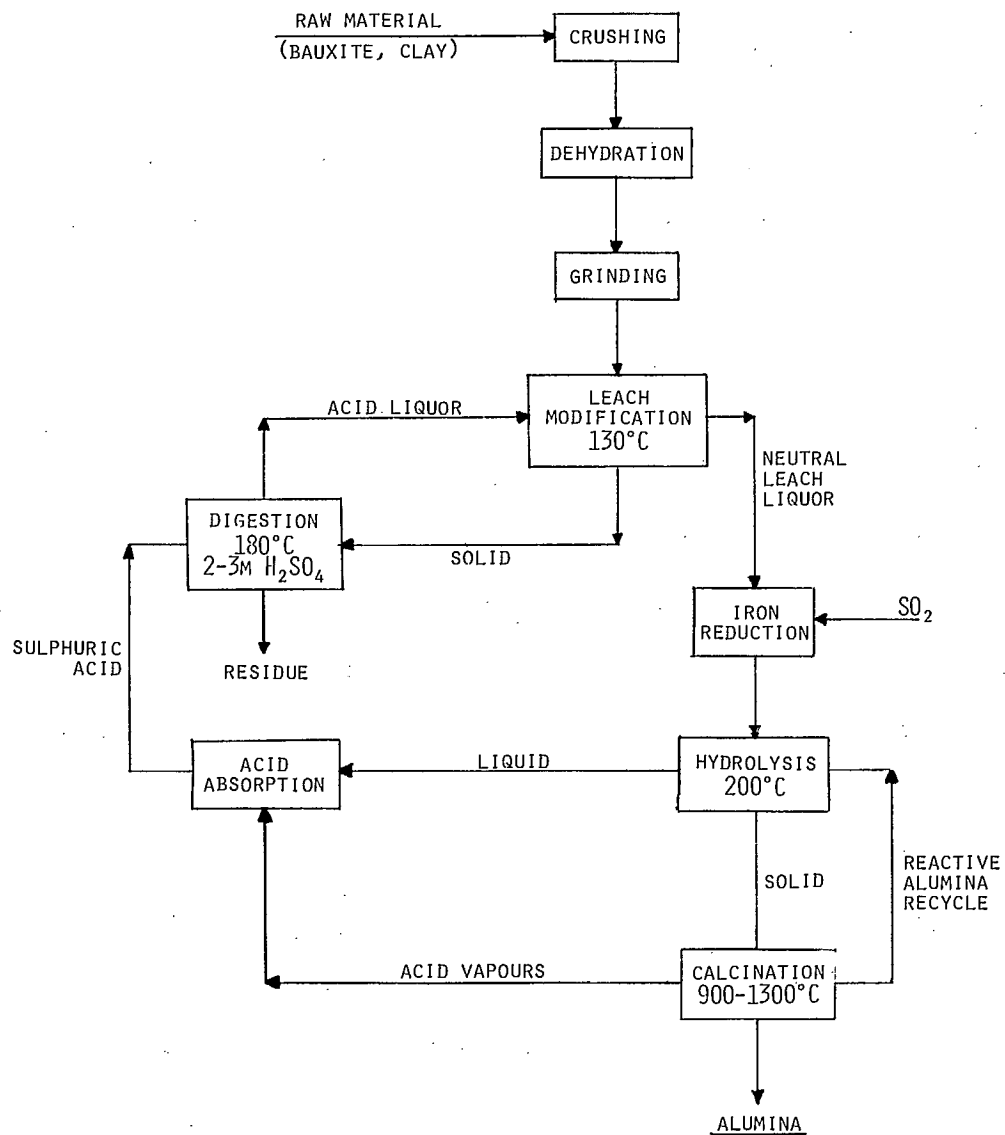 RAW MATERIAL
(BAUXITE, CLAY)
CRUSHING
DEHYDRATION
GRINDING
LEACH
MODIFICATION
130°C
ACID LIQUOR
NEUTRAL
LEACH
LIQUOR
DIGESTION
180°C
2-3M H₂SO₄
SOLID
IRON
REDUCTION
SO₂
SULPHURIC
ACID
RESIDUE
ACID
ABSORPTION
LIQUID
HYDROLYSIS
200°C
SOLID
REACTIVE
ALUMINA
RECYCLE
ACID VAPOURS
CALCINATION
900-1300°C
ALUMINA